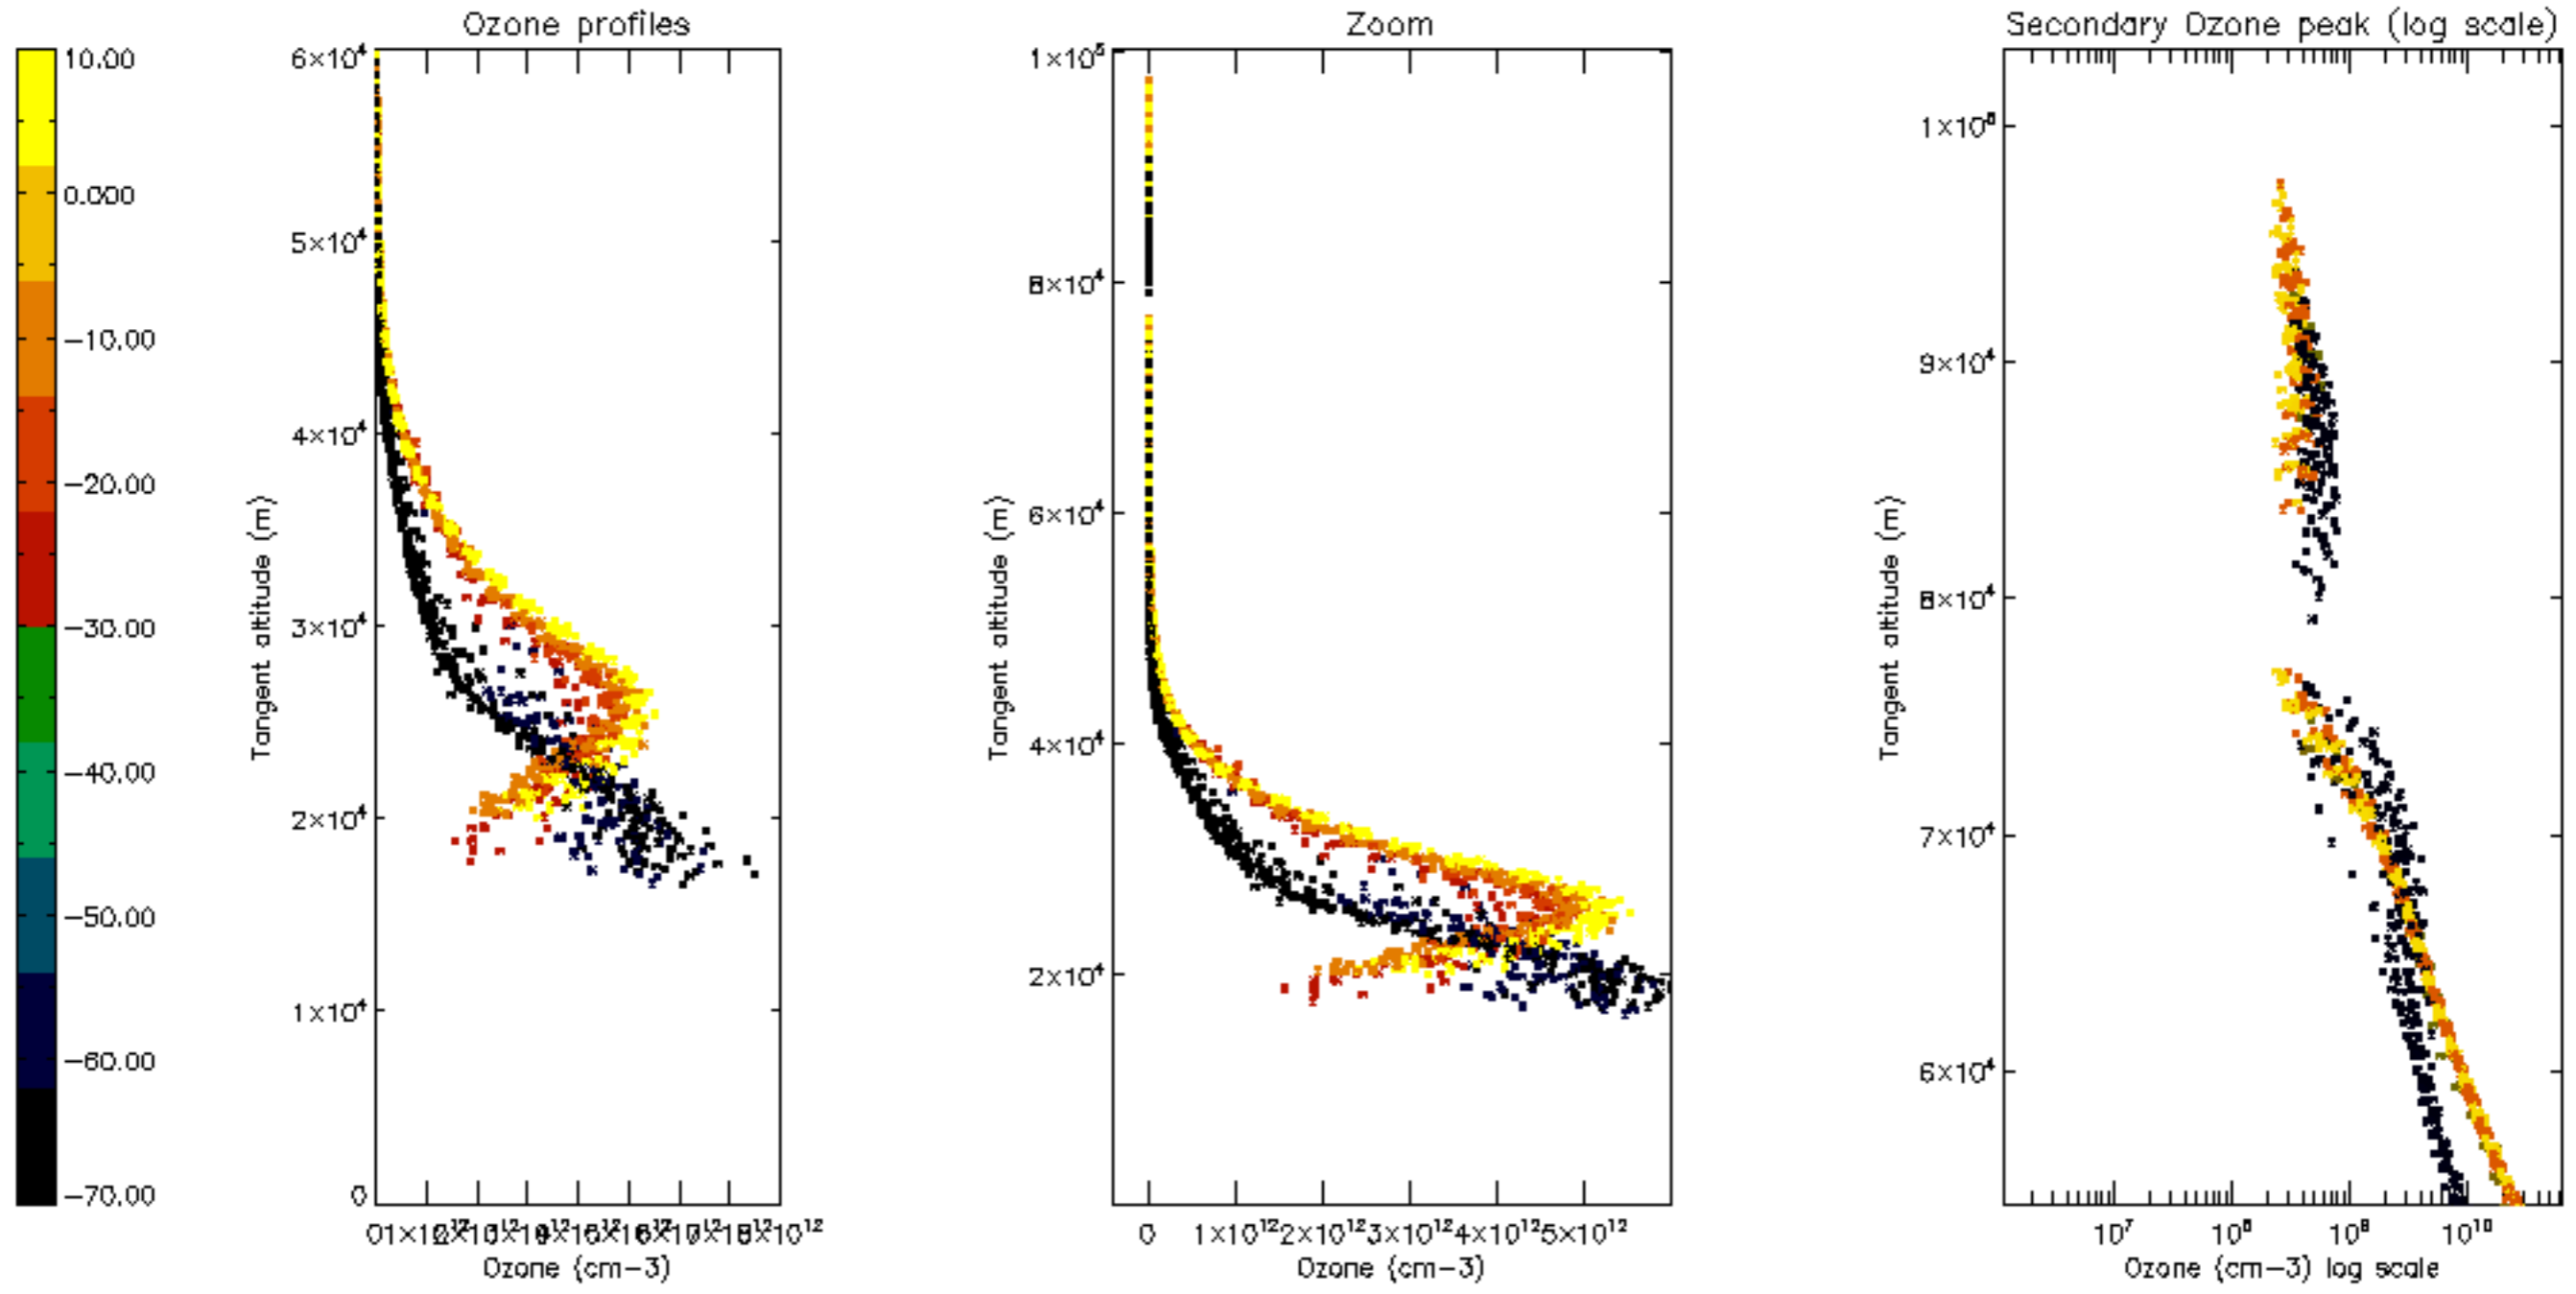 Ozone profiles
Zoom
Secondary Ozone peak (log scale)
10.00
0.00
−10.00
−20.00
−30.00
−40.00
−50.00
−60.00
−70.00
6×10⁴
5×10⁴
4×10⁴
3×10⁴
2×10⁴
1×10⁴
0
Tangent altitude (m)
0
Ozone (cm−3)
1×10⁵
8×10⁴
6×10⁴
4×10⁴
2×10⁴
Tangent altitude (m)
0 1×10¹² 2×10¹² 3×10¹² 4×10¹² 5×10¹²
Ozone (cm−3)
1×10⁵
9×10⁴
8×10⁴
7×10⁴
6×10⁴
Tangent altitude (m)
10⁷ 10⁸ 10⁹ 10¹⁰
Ozone (cm−3) log scale